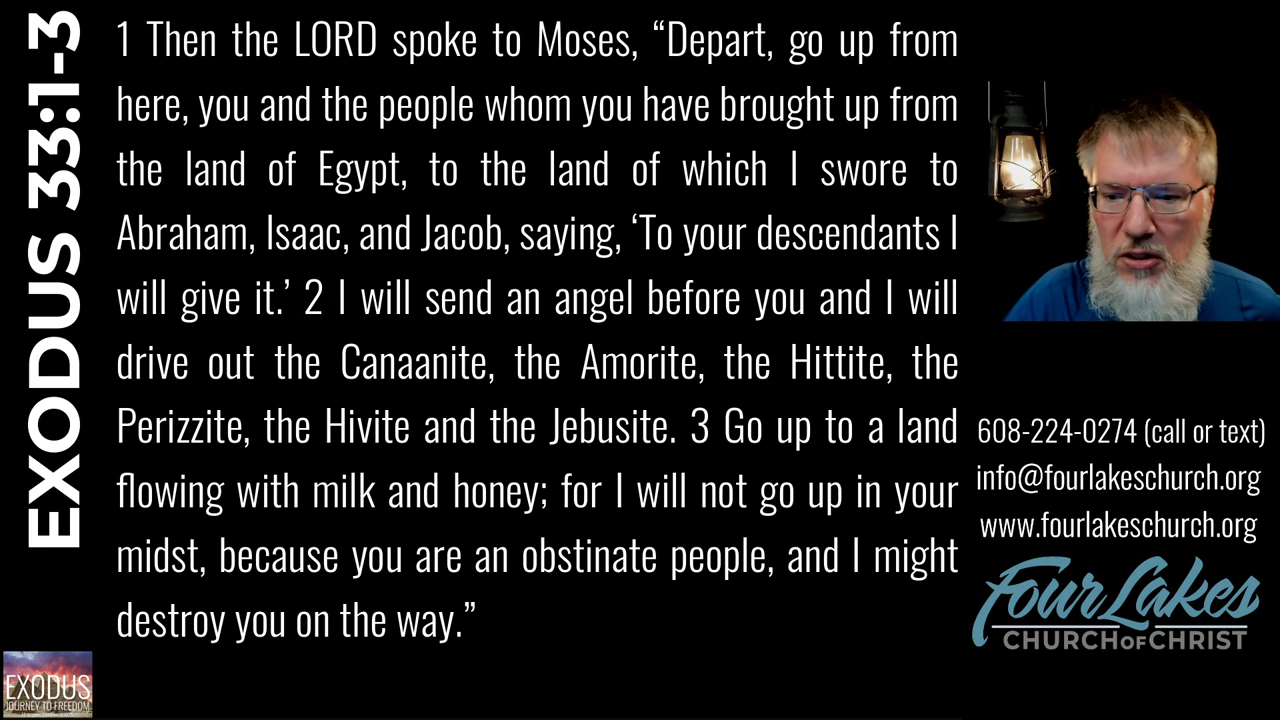 EXODUS 33:1-3
1 Then the LORD spoke to Moses, “Depart, go up from
here, you and the people whom you have brought up from
the land of Egypt, to the land of which I swore to
Abraham, Isaac, and Jacob, saying, ‘To your descendants I
will give it.’ 2 I will send an angel before you and I will
drive out the Canaanite, the Amorite, the Hittite, the
Perizzite, the Hivite and the Jebusite. 3 Go up to a land
flowing with milk and honey; for I will not go up in your
midst, because you are an obstinate people, and I might
destroy you on the way.”
608-224-0274 (call or text)
info@fourlakeschurch.org
www.fourlakeschurch.org
Four Lakes
CHURCH OF CHRIST
EXODUS
JOURNEY TO FREEDOM